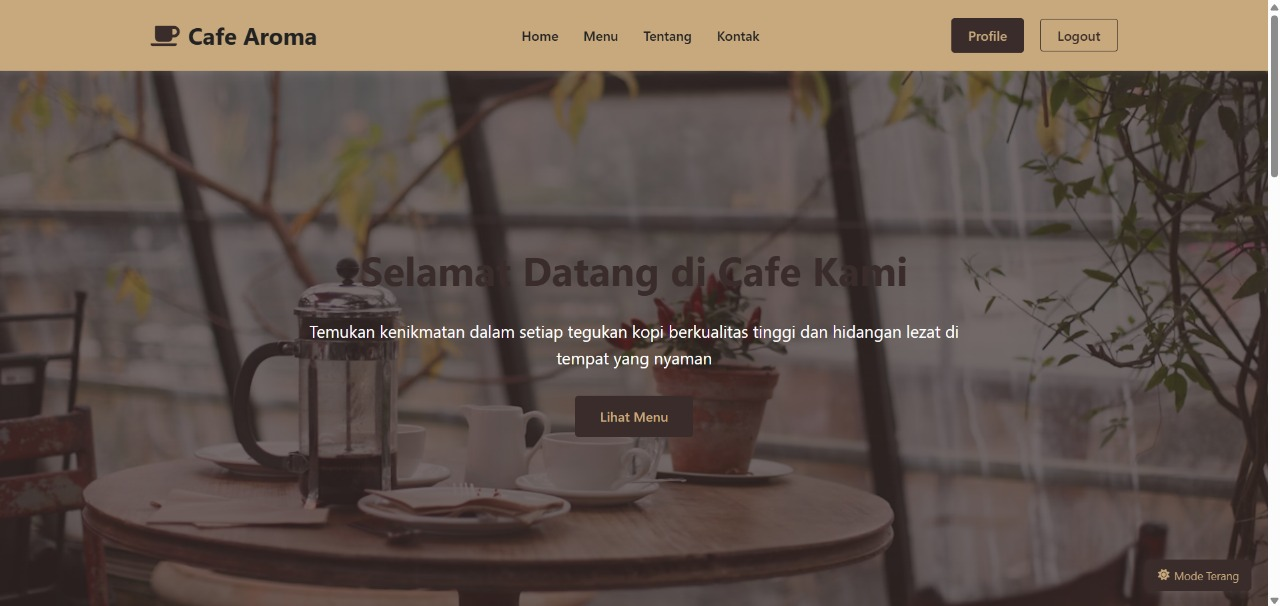 Cafe Aroma
Home
Menu
Tentang
Kontak
Profile
Logout
Selamat Datang di Cafe Kami
Temukan kenikmatan dalam setiap tegukan kopi berkualitas tinggi dan hidangan lezat di
tempat yang nyaman
Lihat Menu
Mode Terang